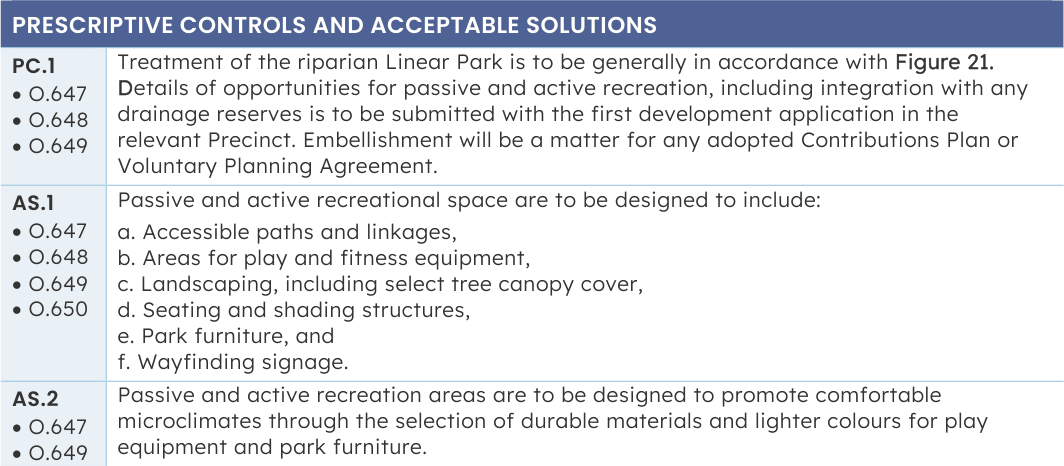 PRESCRIPTIVE CONTROLS AND ACCEPTABLE SOLUTIONS
PC.1
• O.647
• O.648
• O.649
Treatment of the riparian Linear Park is to be generally in accordance with Figure 21.
Details of opportunities for passive and active recreation, including integration with any
drainage reserves is to be submitted with the first development application in the
relevant Precinct. Embellishment will be a matter for any adopted Contributions Plan or
Voluntary Planning Agreement.
AS.1
• O.647
• O.648
• O.649
• O.650
Passive and active recreational space are to be designed to include:
a. Accessible paths and linkages,
b. Areas for play and fitness equipment,
c. Landscaping, including select tree canopy cover,
d. Seating and shading structures,
e. Park furniture, and
f. Wayfinding signage.
AS.2
• O.647
• O.649
Passive and active recreation areas are to be designed to promote comfortable
microclimates through the selection of durable materials and lighter colours for play
equipment and park furniture.